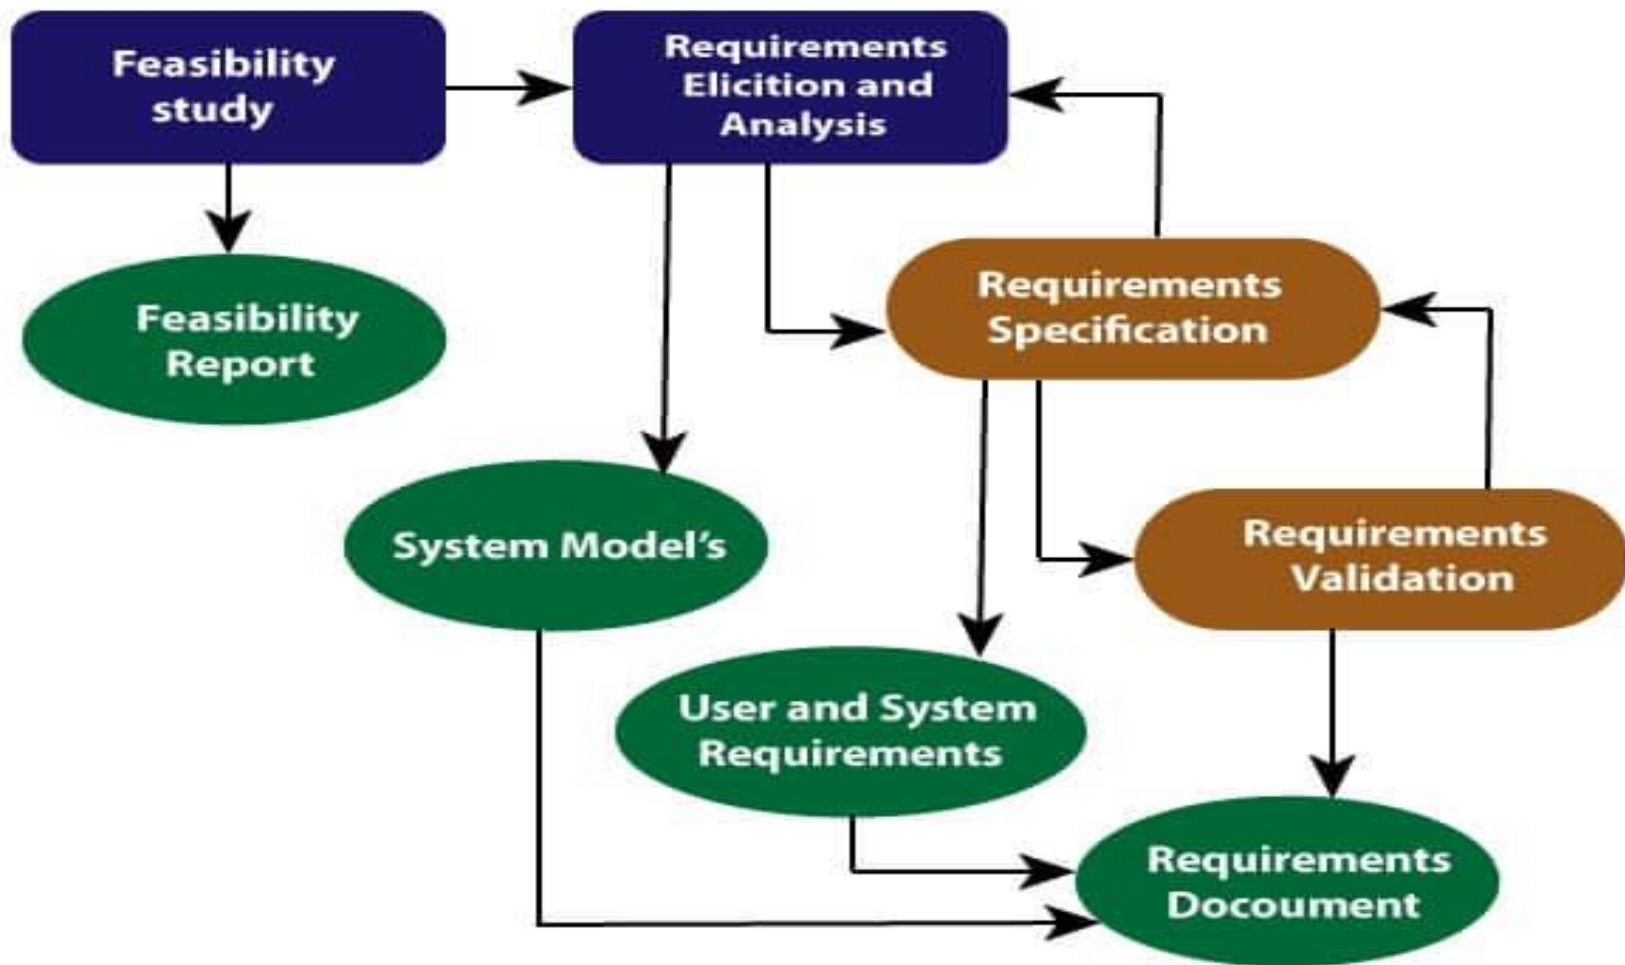 Feasibility
study
Requirements
Elicition and
Analysis
Feasibility
Report
Requirements
Specification
System Model's
Requirements
Validation
User and System
Requirements
Requirements
Docoument